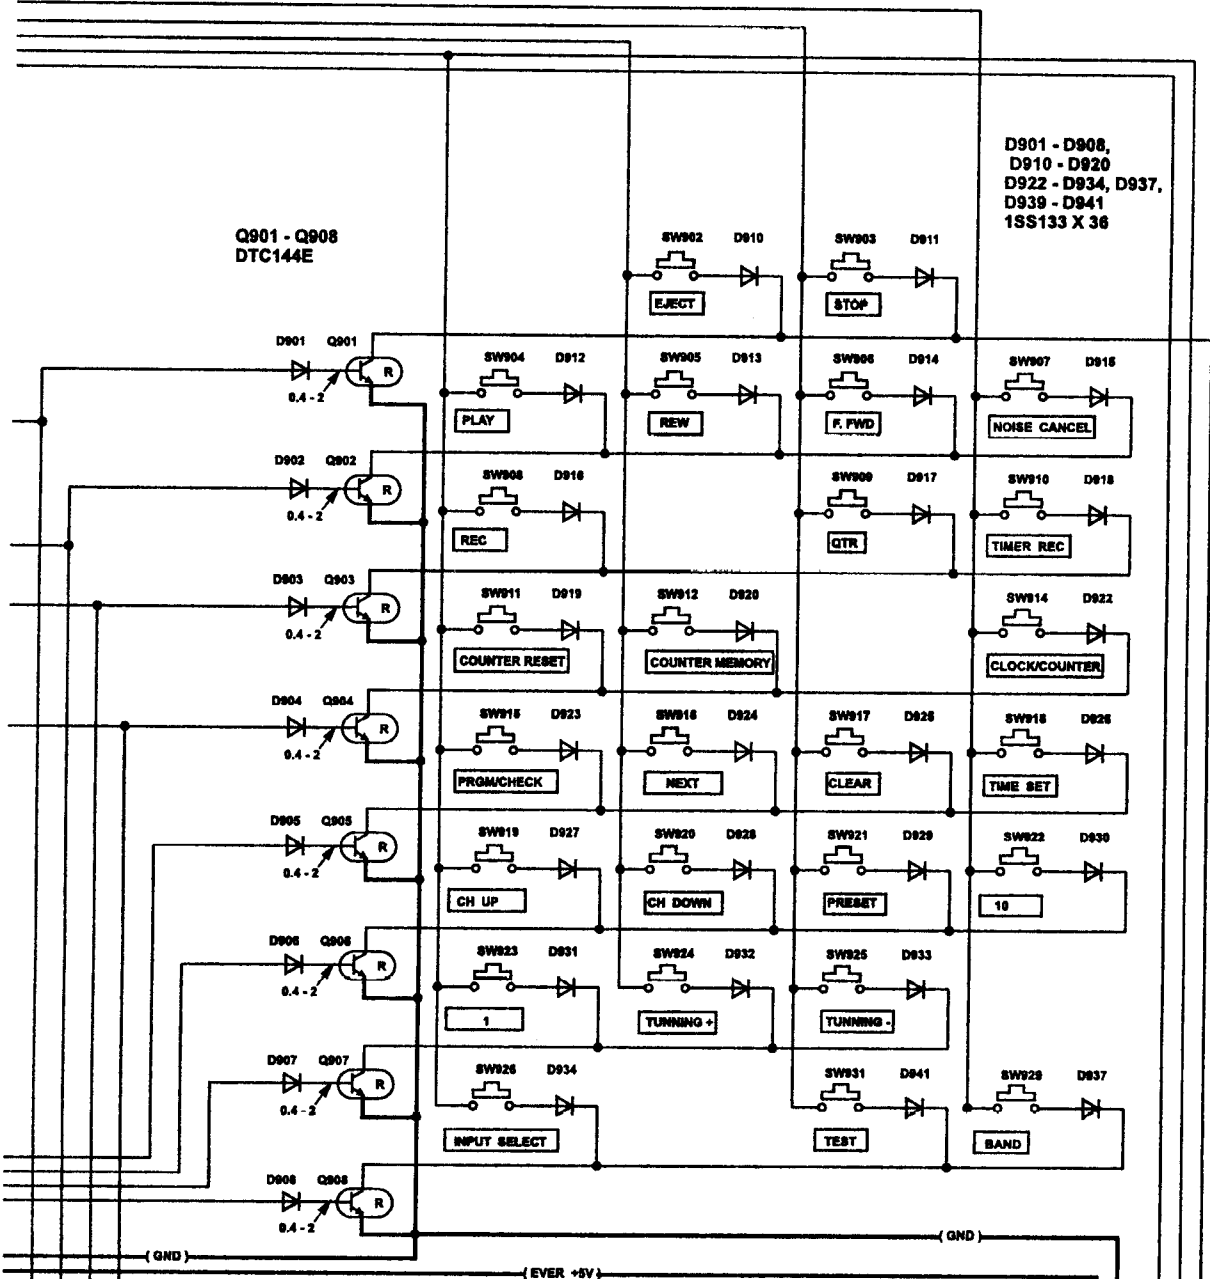 D901 - D908,
D910 - D920
D922 - D934, D937,
D939 - D941
1SS133 X 36
Q901 - Q908
DTC144E
SW902 D910 SW903 D911
EJECT STOP
D901 Q901
R
0.4 - 2
SW904 D912 SW905 D913 SW906 D914 SW907 D915
PLAY REW F. FWD NOISE CANCEL
D902 Q902
R
0.4 - 2
SW908 D916 SW909 D917 SW910 D918
REC QTR TIMER REC
D903 Q903
R
0.4 - 2
SW911 D919 SW912 D920 SW914 D922
COUNTER RESET COUNTER MEMORY CLOCK/COUNTER
D904 Q904
R
0.4 - 2
SW915 D923 SW916 D924 SW917 D925 SW918 D926
PRGM/CHECK NEXT CLEAR TIME SET
D905 Q905
R
0.4 - 2
SW919 D927 SW920 D928 SW921 D929 SW922 D930
CH UP CH DOWN PRESET 10
D906 Q906
R
0.4 - 2
SW923 D931 SW924 D932 SW925 D933
1 TUNNING + TUNNING -
D907 Q907
R
0.4 - 2
SW926 D934 SW931 D941 SW929 D937
INPUT SELECT TEST BAND
D908 Q908
R
0.4 - 2
( GND ) ( GND )
( EVER +5V )